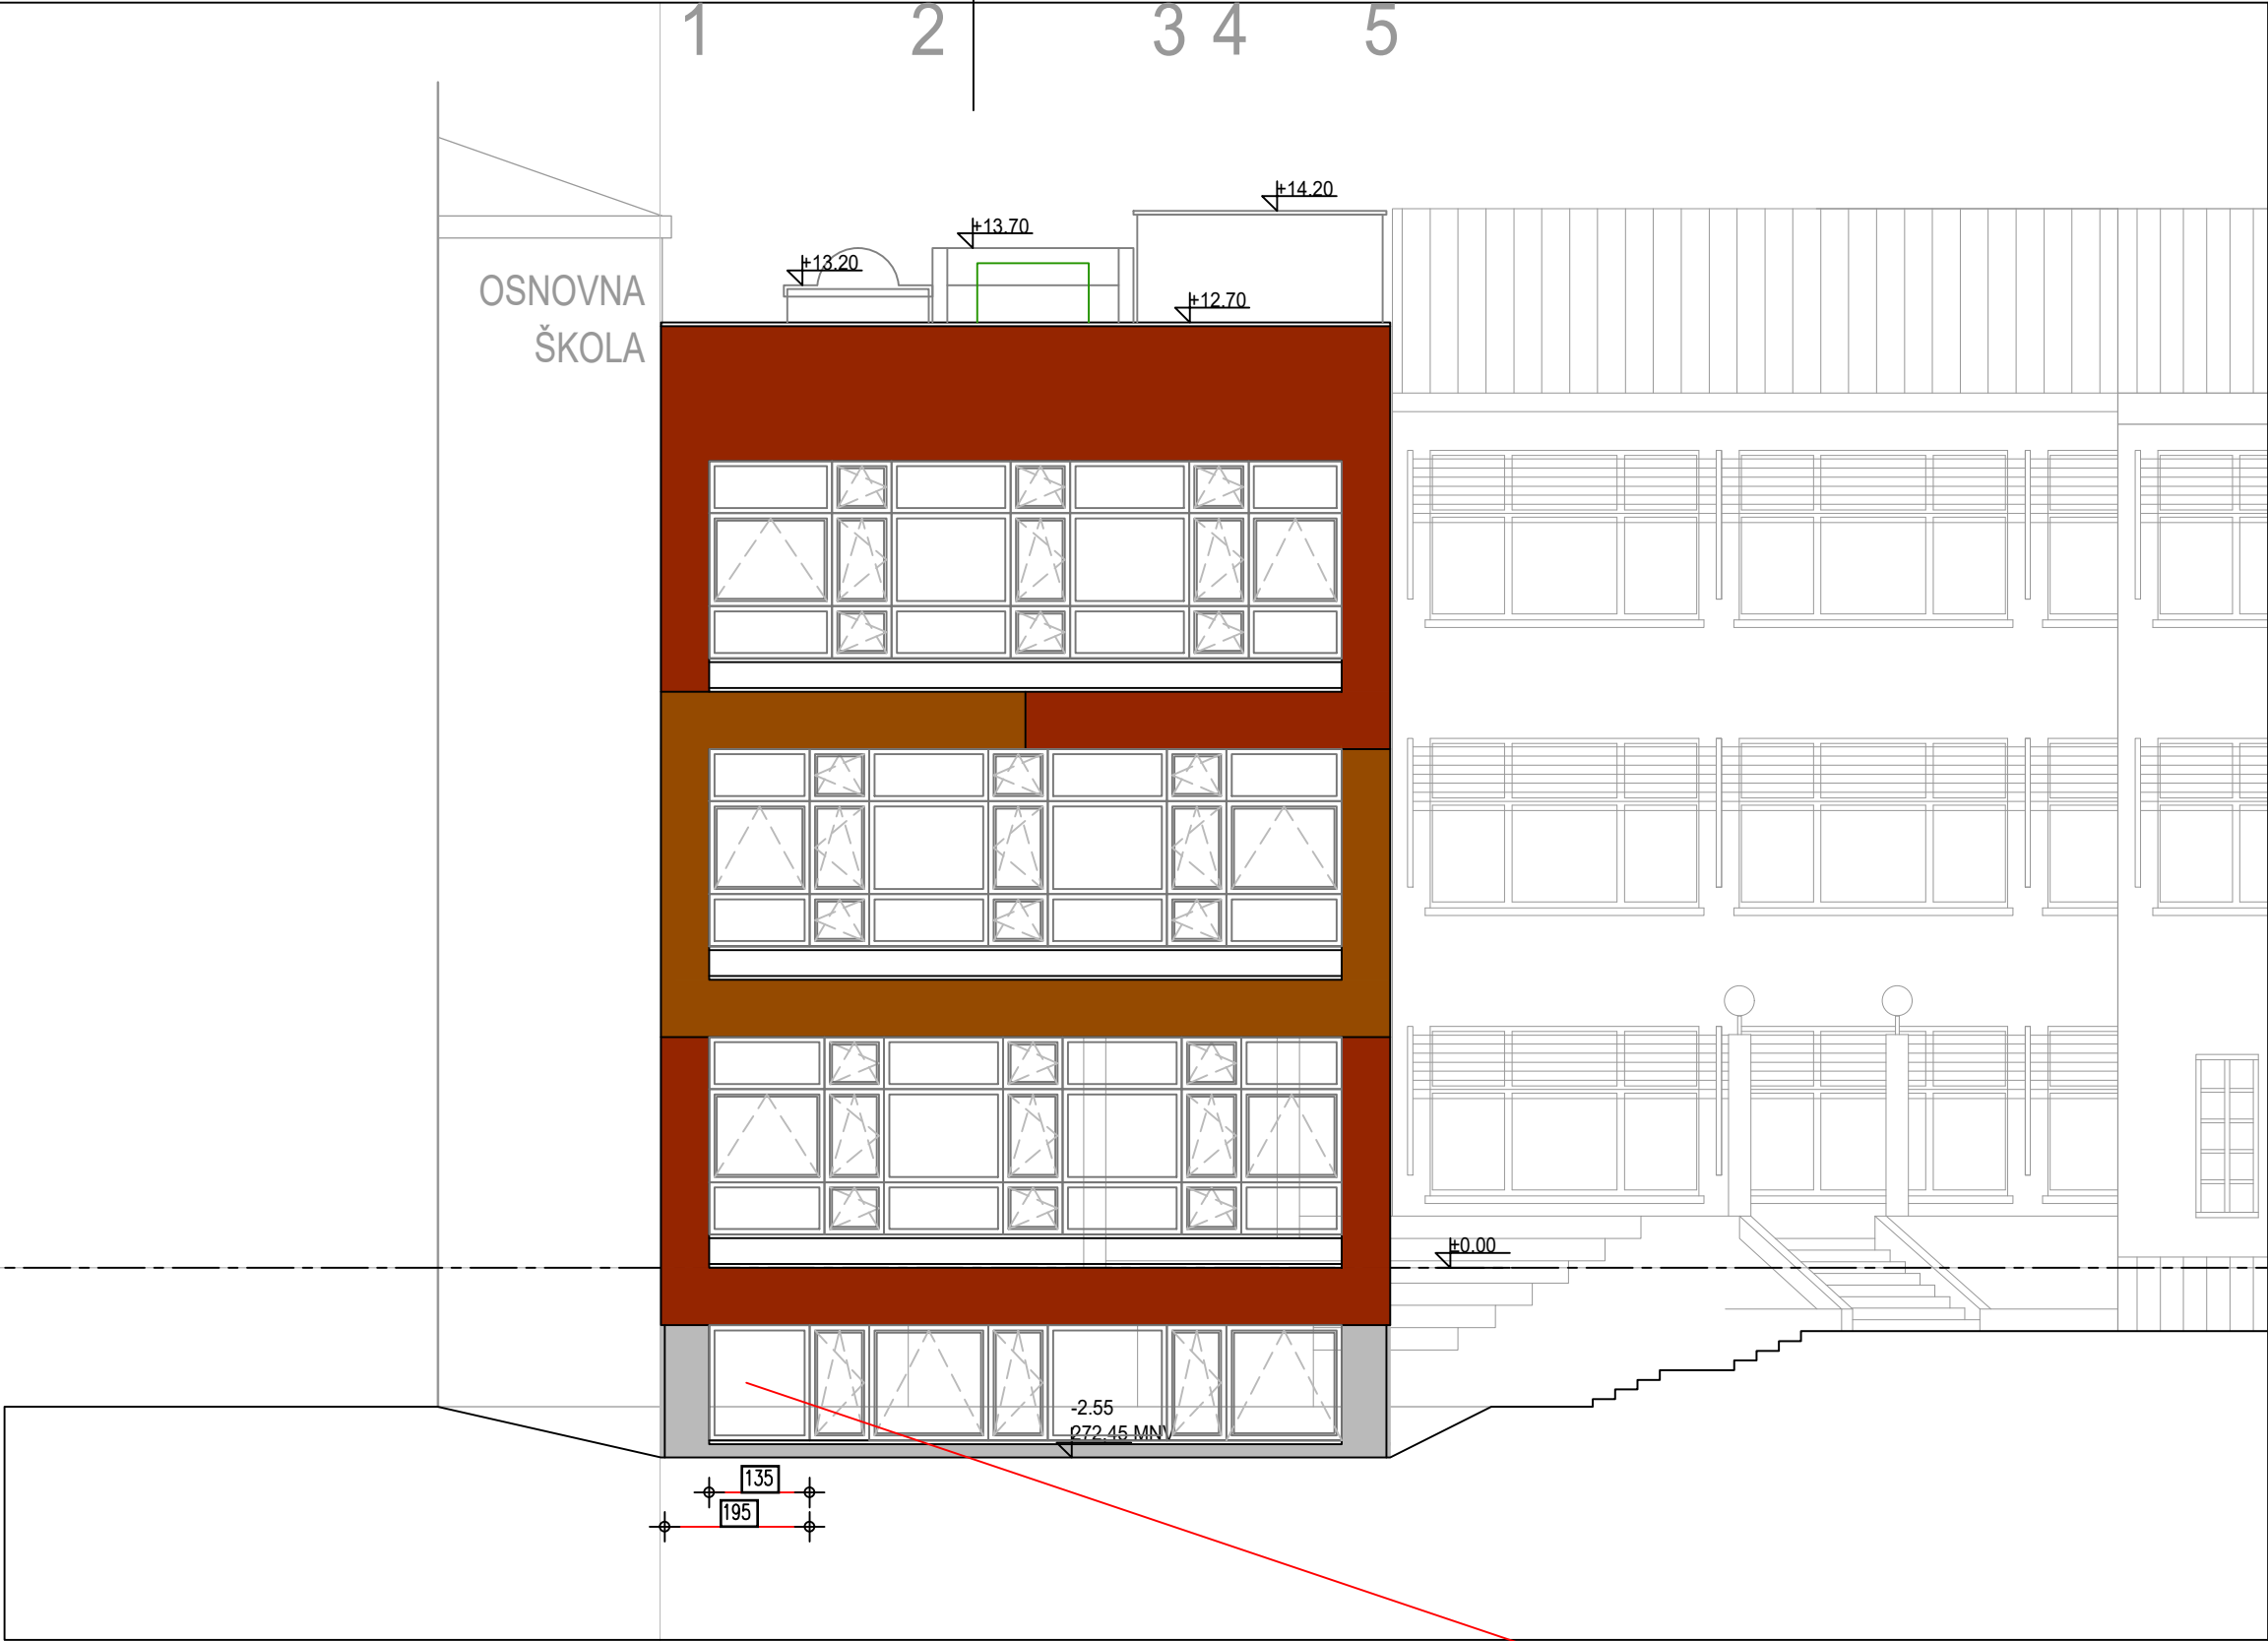 1 2 3 4 5
+14.20
+13.70
+13.20
OSNOVNA
+12.70
ŠKOLA
±0.00
-2.55
272.45 MNV
135
195